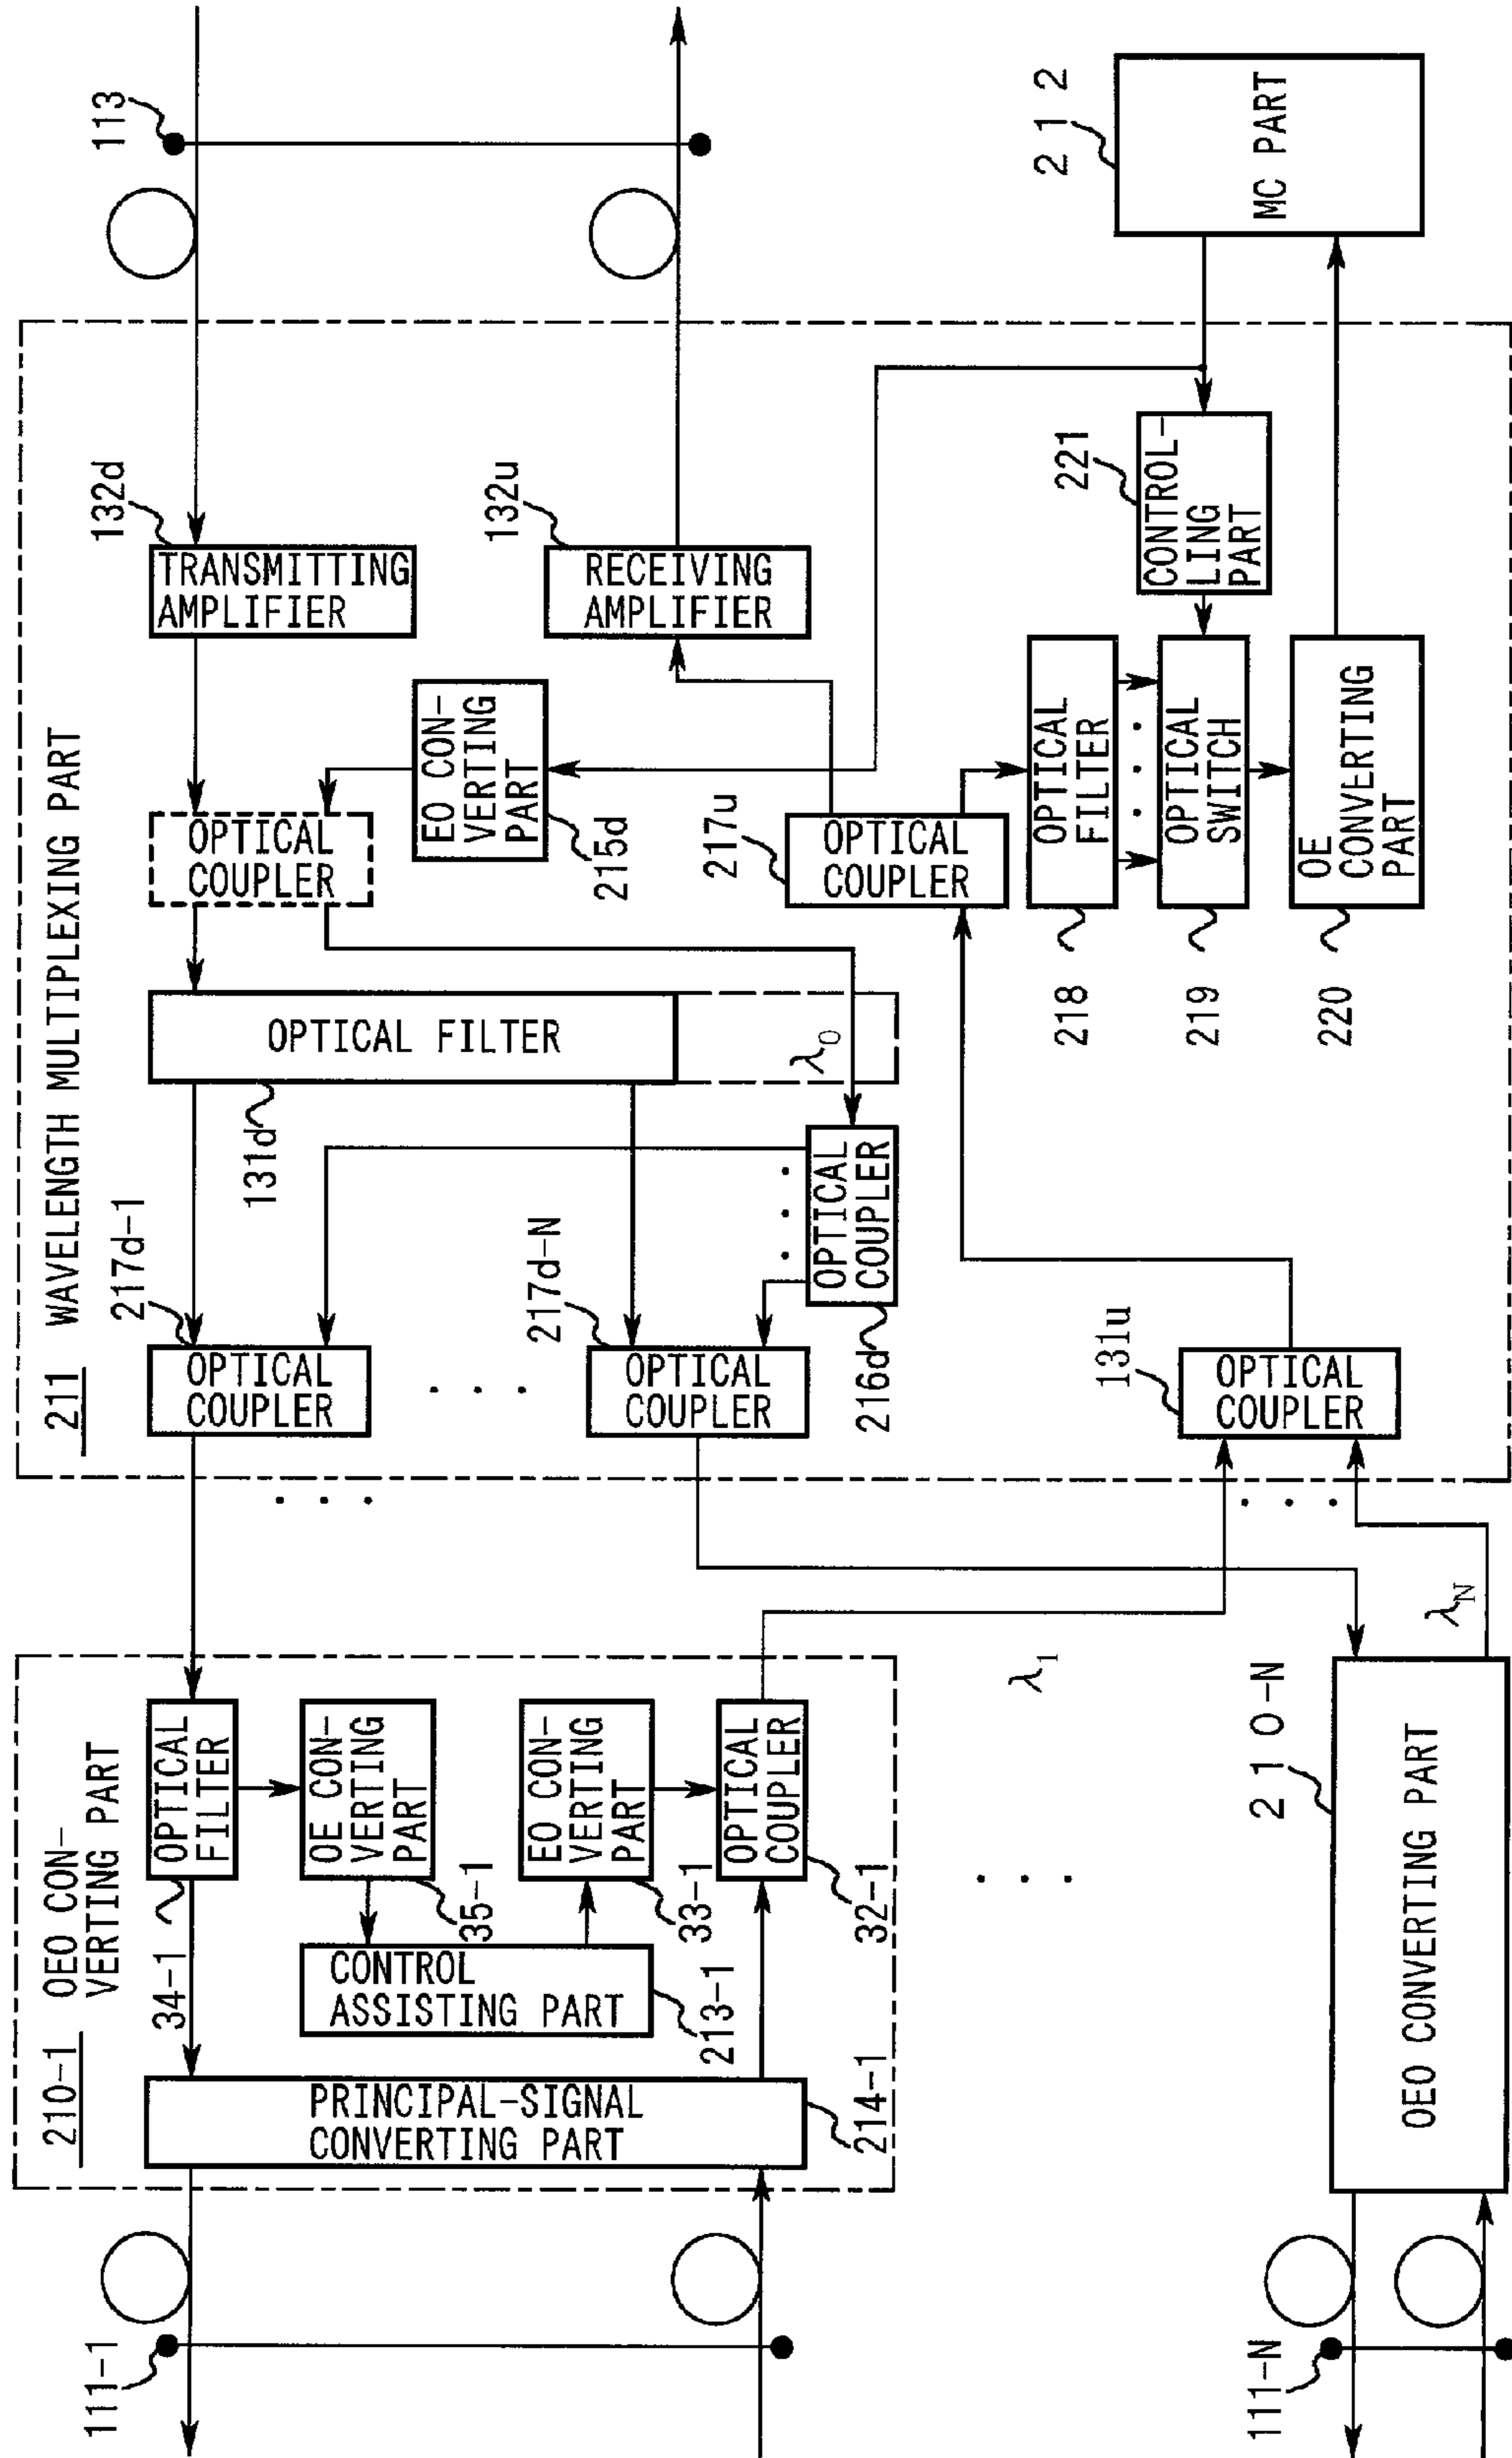 210-1
OEO CON-
VERTING PART
211
WAVELENGTH MULTIPLEXING PART
111-1
34-1
217d-1
132d
113
PRINCIPAL-SIGNAL
CONVERTING PART
OPTICAL
FILTER
OPTICAL
COUPLER
131d
OPTICAL
COUPLER
TRANSMITTING
AMPLIFIER
OE CON-
VERTING
PART
35-1
OPTICAL FILTER
CONTROL
ASSISTING PART
EO CON-
VERTING
PART
215d
EO CON-
VERTING
PART
33-1
217d-N
132u
213-1
OPTICAL
COUPLER
RECEIVING
AMPLIFIER
214-1
OPTICAL
COUPLER
32-1
217u
λ0
OPTICAL
COUPLER
216d
OPTICAL
COUPLER
λ1
131u
OPTICAL
FILTER
218
221
CONTROL-
LING
PART
212
MC PART
OPTICAL
SWITCH
219
OPTICAL
COUPLER
OE
CONVERTING
PART
220
111-N
210-N
OEO CONVERTING PART
λN